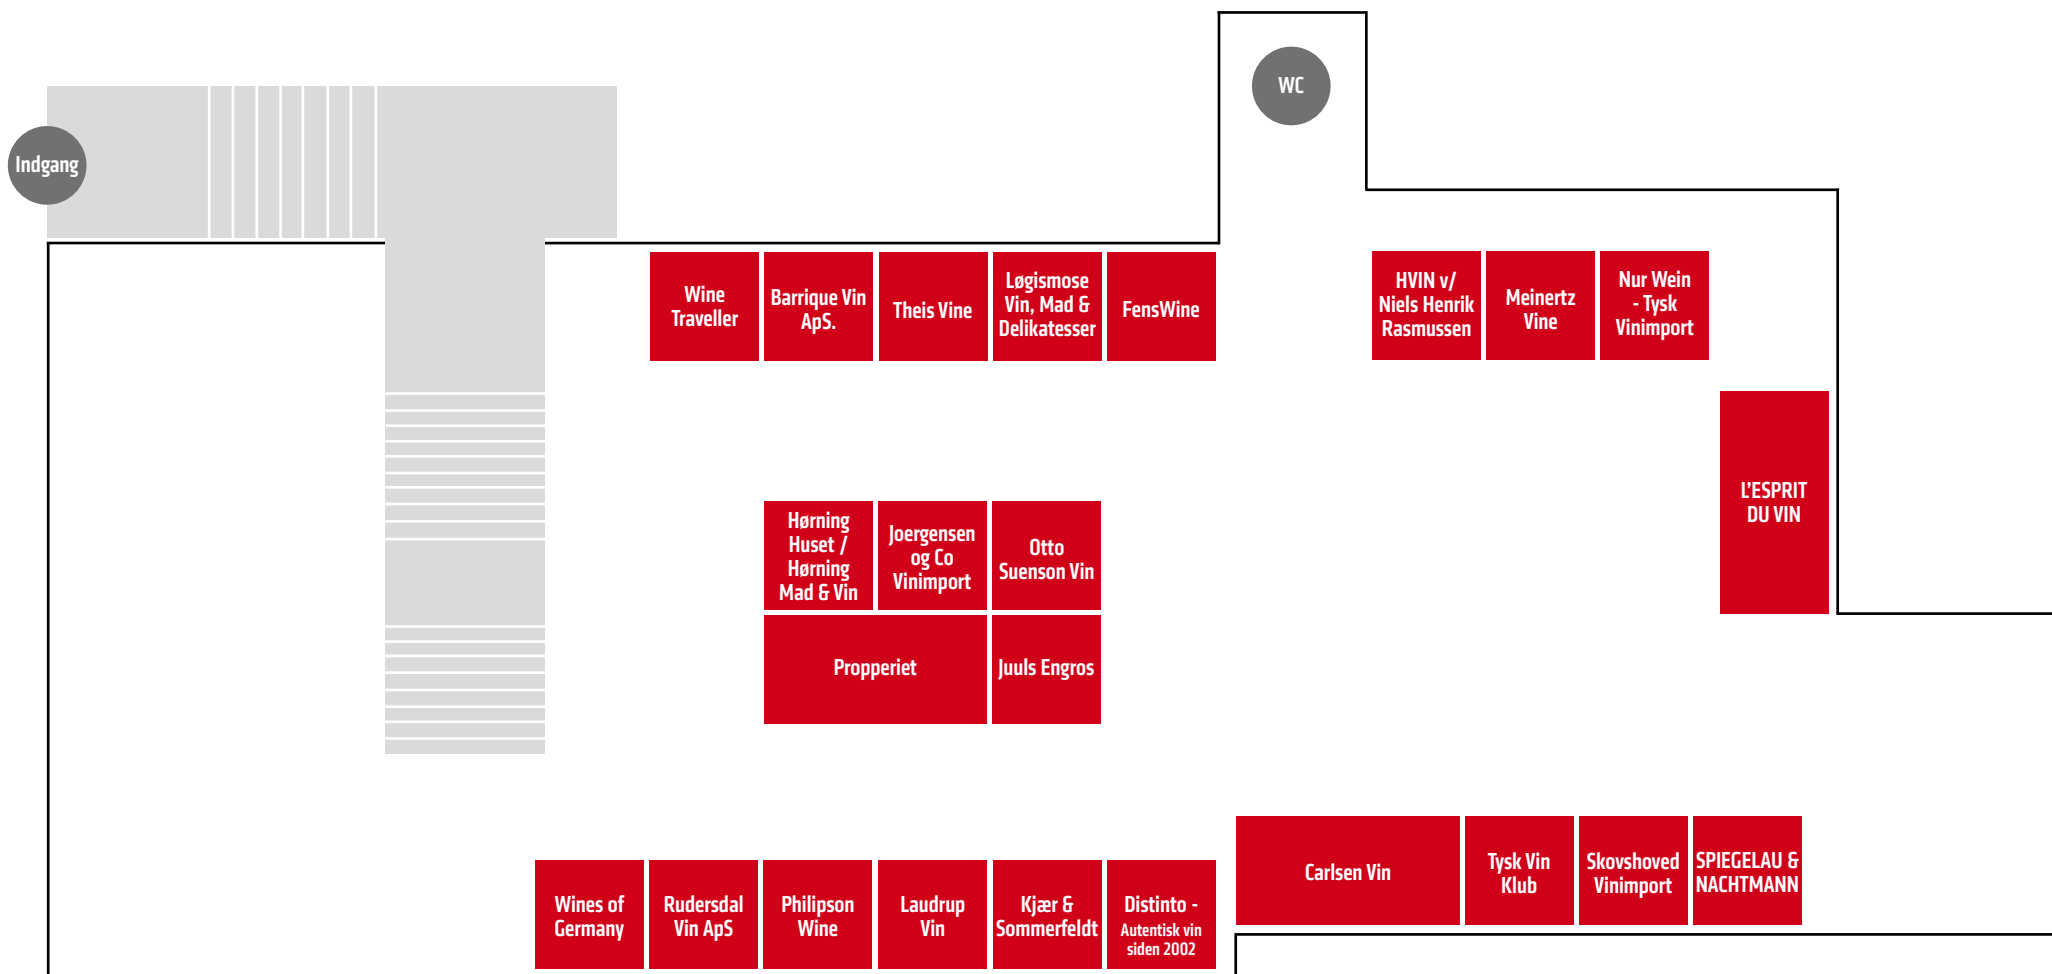 WC
Indgang
Wine
Traveller
Barrique Vin
ApS.
Theis Vine
Løgismose
Vin, Mad &
Delikatesser
FensWine
HVIN v/
Niels Henrik
Rasmussen
Meinertz
Vine
Nur Wein
- Tysk
Vinimport
L'ESPRIT
DU VIN
Hørning
Huset /
Hørning
Mad & Vin
Joergensen
og Co
Vinimport
Otto
Suenson Vin
Propperiet
Juuls Engros
Carlsen Vin
Tysk Vin
Klub
Skovshoved
Vinimport
SPIEGELAU &
NACHTMANN
Wines of
Germany
Rudersdal
Vin ApS
Philipson
Wine
Laudrup
Vin
Kjær &
Sommerfeldt
Distinto -
Autentisk vin
siden 2002